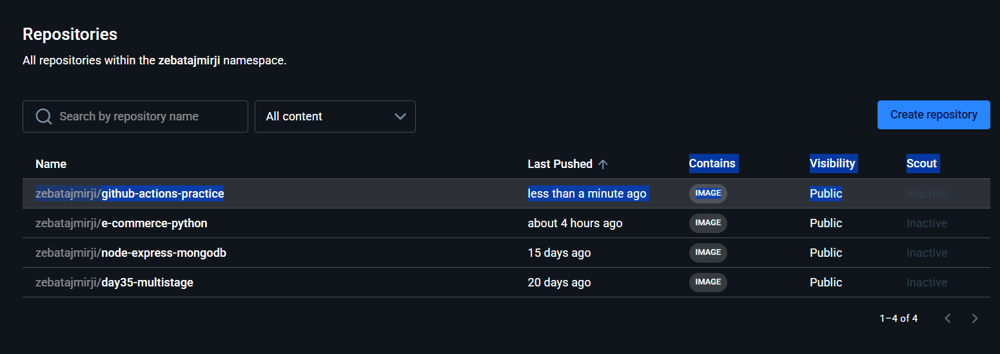 Repositories
All repositories within the zebatajmirji namespace.
Search by repository name All content Create repository
Name Last Pushed Contains Visibility Scout
zebatajmirji/github-actions-practice less than a minute ago IMAGE Public Inactive
zebatajmirji/e-commerce-python about 4 hours ago IMAGE Public Inactive
zebatajmirji/node-express-mongodb 15 days ago IMAGE Public Inactive
zebatajmirji/day35-multistage 20 days ago IMAGE Public Inactive
1–4 of 4